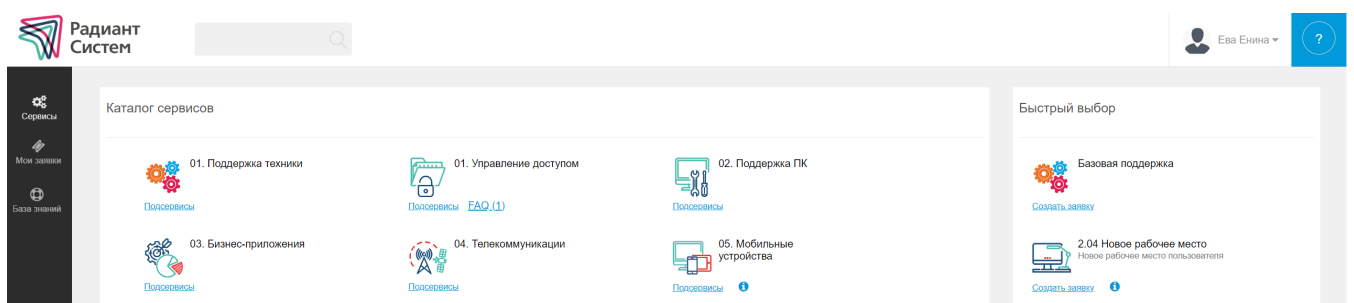 Радиант
Систем
Ева Енина
?
Сервисы
Мои заявки
База знаний
Каталог сервисов
01. Поддержка техники
Подсервисы
01. Управление доступом
Подсервисы FAQ (1)
02. Поддержка ПК
Подсервисы
03. Бизнес-приложения
Подсервисы
04. Телекоммуникации
Подсервисы
05. Мобильные
устройства
Подсервисы i
Быстрый выбор
Базовая поддержка
Создать заявку
2.04 Новое рабочее место
Новое рабочее место пользователя
Создать заявку i